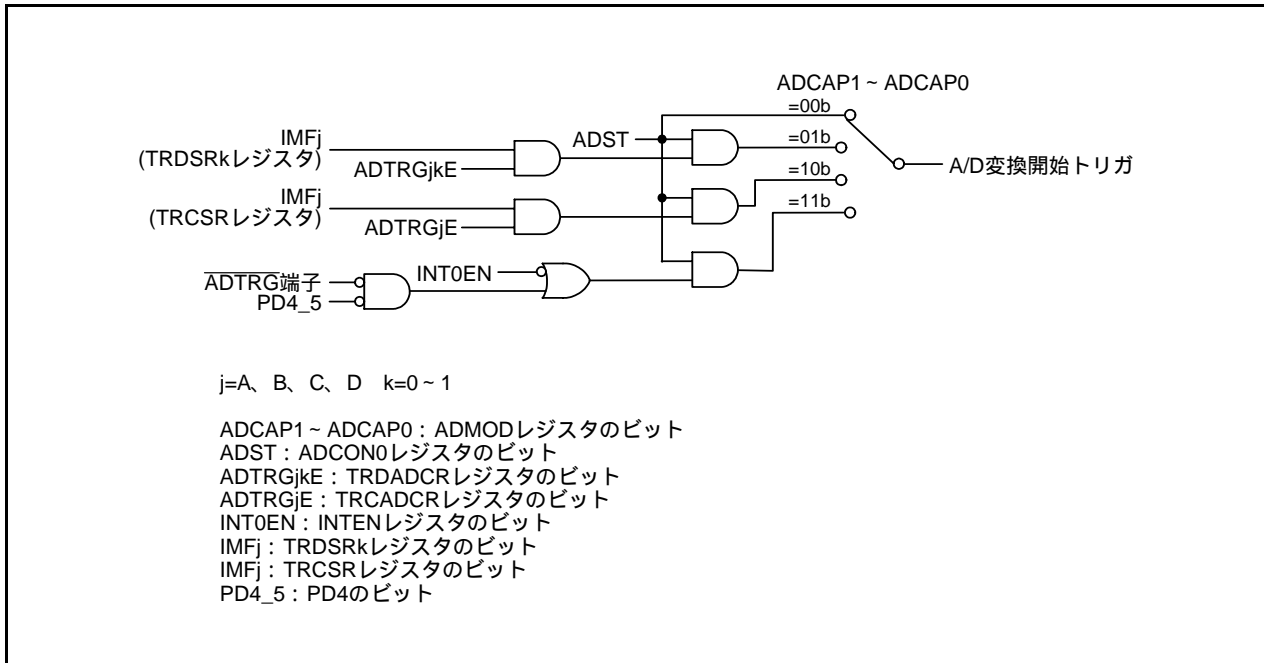 ADCAP1 ~ ADCAP0
=00b
IMFj
(TRDSRkレジスタ)
ADTRGjkE
ADST
=01b
A/D変換開始トリガ
=10b
IMFj
(TRCSRレジスタ)
ADTRGjE
=11b
ADTRG端子
PD4_5
INT0EN
j=A、B、C、D k=0 ~ 1
ADCAP1 ~ ADCAP0：ADMODレジスタのビット
ADST：ADCON0レジスタのビット
ADTRGjkE：TRDADCRレジスタのビット
ADTRGjE：TRCADCRレジスタのビット
INT0EN：INTENレジスタのビット
IMFj：TRDSRkレジスタのビット
IMFj：TRCSRレジスタのビット
PD4_5：PD4のビット